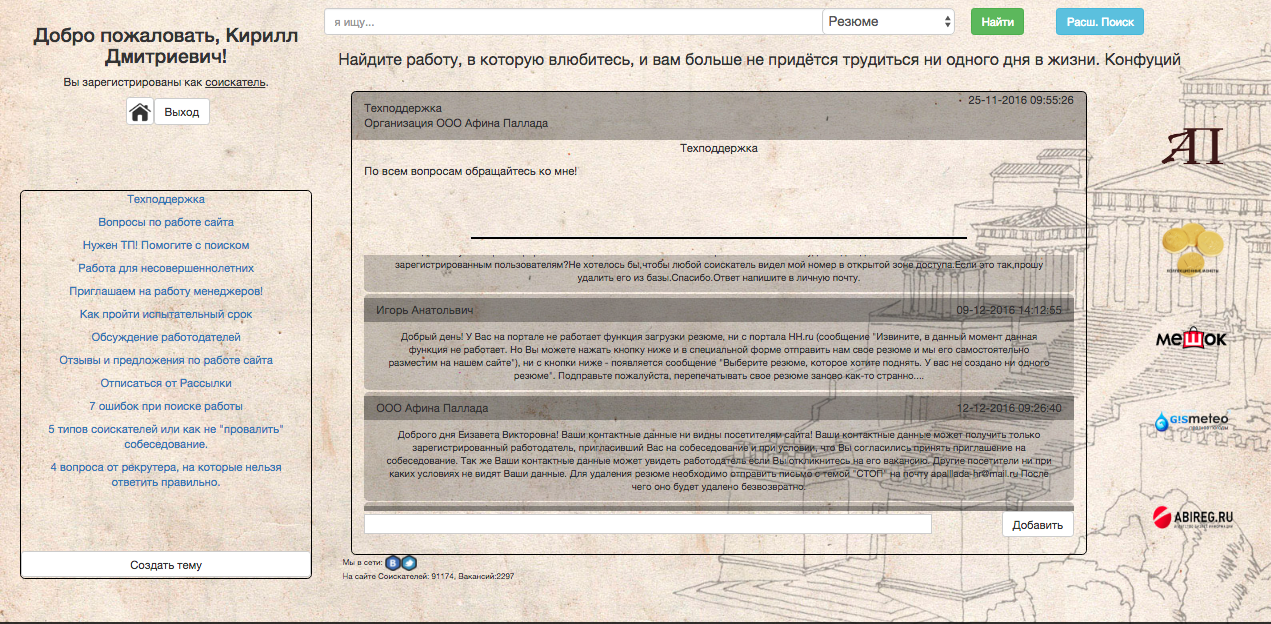 Добро пожаловать, Кирилл
Дмитриевич!
Вы зарегистрированы как соискатель.
Выход
Техподдержка
Вопросы по работе сайта
Нужен ТП! Помогите с поиском
Работа для несовершеннолетних
Приглашаем на работу менеджеров!
Как пройти испытательный срок
Обсуждение работодателей
Отзывы и предложения по работе сайта
Отписаться от Рассылки
7 ошибок при поиске работы
5 типов соискателей или как не "провалить"
собеседование.
4 вопроса от рекрутера, на которые нельзя
ответить правильно.
Создать тему
я ищу...
Резюме
Найти
Расш. Поиск
Найдите работу, в которую влюбитесь, и вам больше не придётся трудиться ни одного дня в жизни. Конфуций
25-11-2016 09:55:26
Техподдержка
Организация ООО Афина Паллада
Техподдержка
По всем вопросам обращайтесь ко мне!
зарегистрированным пользователям?Не хотелось бы,чтобы любой соискатель видел мой номер в открытой зоне доступа.Если это так,прошу
удалить его из базы.Спасибо.Ответ напишите в личную почту.
Игорь Анатольвич 09-12-2016 14:12:55
Добрый день! У Вас на портале не работает функция загрузки резюме, ни с портала HH.ru (сообщение "Извините, в данный момент данная
функция не работает. Но Вы можете нажать кнопку ниже и в специальной форме отправить нам свое резюме и мы его самостоятельно
разместим на нашем сайте"), ни с кнопки ниже - появляется сообщение "Выберите резюме, которое хотите поднять. У вас не создано ни одного
резюме". Подправьте пожалуйста, перепечатывать свое резюме заново как-то странно....
ООО Афина Паллада 12-12-2016 09:26:40
Доброго дня Еизавета Викторовна! Ваши контактные данные ни видны посетителям сайта! Ваши контактные данные может получить только
зарегистрированный работодатель, пригласивший Вас на собеседование и при условии, что Вы согласились принять приглашение на
собеседование. Так же Ваши контактные данные может увидеть работодатель если Вы откликнитесь на его вакансию. Другие посетители ни при
каких условиях не видят Ваши данные. Для удаления резюме необходимо отправить письмо с темой "СТОП" на почту apallada-hr@mail.ru После
чего оно будет удалено безвозвратно.
Добавить
Мы в сети:
На сайте Соискателей: 91174, Вакансий:2297
АП
мешок
GISmeteo
ABIREG.RU